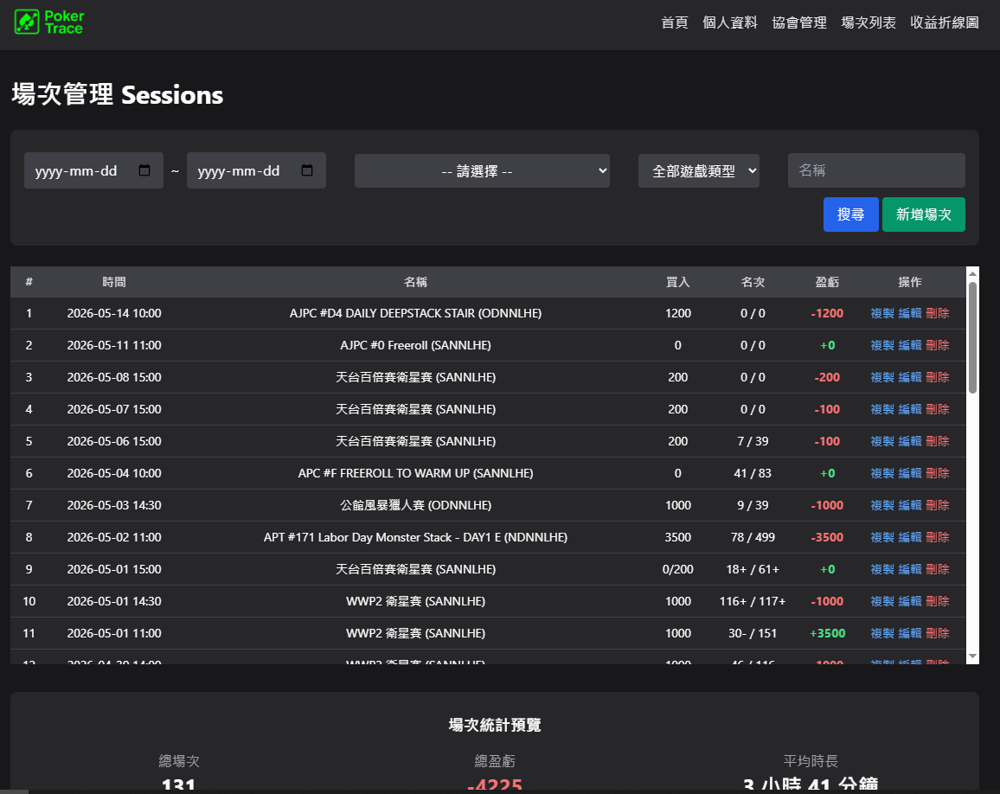 Poker
Trace
首頁 個人資料 協會管理 場次列表 收益折線圖
場次管理 Sessions
yyyy-mm-dd ~ yyyy-mm-dd -- 請選擇 -- 全部遊戲類型 名稱
搜尋 新增場次
# 時間 名稱 買入 名次 盈虧 操作
1 2026-05-14 10:00 AJPC #D4 DAILY DEEPSTACK STAIR (ODNNLHE) 1200 0 / 0 -1200 複製 編輯 刪除
2 2026-05-11 11:00 AJPC #0 Freeroll (SANNLHE) 0 0 / 0 +0 複製 編輯 刪除
3 2026-05-08 15:00 天台百倍賽衛星賽 (SANNLHE) 200 0 / 0 -200 複製 編輯 刪除
4 2026-05-07 15:00 天台百倍賽衛星賽 (SANNLHE) 200 0 / 0 -100 複製 編輯 刪除
5 2026-05-06 15:00 天台百倍賽衛星賽 (SANNLHE) 200 7 / 39 -100 複製 編輯 刪除
6 2026-05-04 10:00 APC #F FREEROLL TO WARM UP (SANNLHE) 0 41 / 83 +0 複製 編輯 刪除
7 2026-05-03 14:30 公館風暴獵人賽 (ODNNLHE) 1000 9 / 39 -1000 複製 編輯 刪除
8 2026-05-02 11:00 APT #171 Labor Day Monster Stack - DAY1 E (NDNNLHE) 3500 78 / 499 -3500 複製 編輯 刪除
9 2026-05-01 15:00 天台百倍賽衛星賽 (SANNLHE) 0/200 18+ / 61+ +0 複製 編輯 刪除
10 2026-05-01 14:30 WWP2 衛星賽 (SANNLHE) 1000 116+ / 117+ -1000 複製 編輯 刪除
11 2026-05-01 11:00 WWP2 衛星賽 (SANNLHE) 1000 30- / 151 +3500 複製 編輯 刪除
12 2026-04-30 14:00 WWP2 衛星賽 (SANNLHE) 1000 46 / 116 -1000 複製 編輯 刪除
場次統計預覽
總場次 總盈虧 平均時長
131 -4225 3 小時 41 分鐘